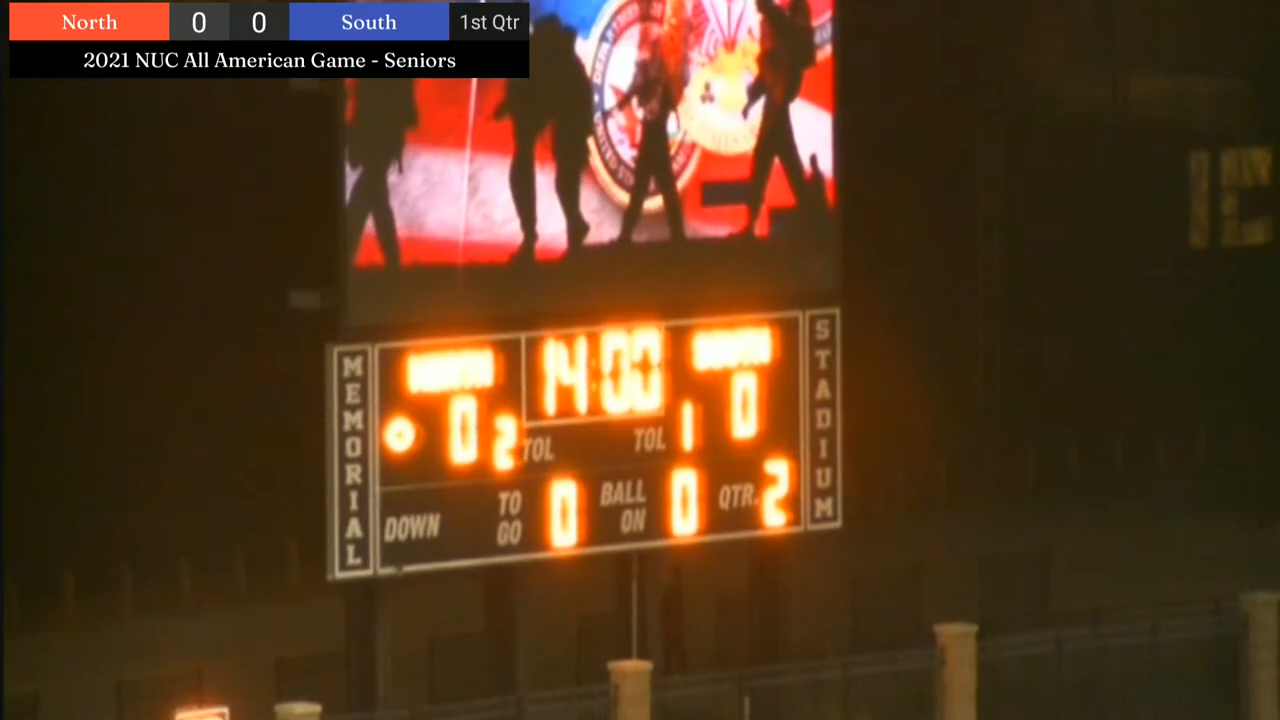 North 0 0 South 1st Qtr
2021 NUC All American Game - Seniors
MEMORIAL
STADIUM
14:00
0 0
2 TOL TOL 1
DOWN TO GO 0 BALL ON 0 QTR. 2